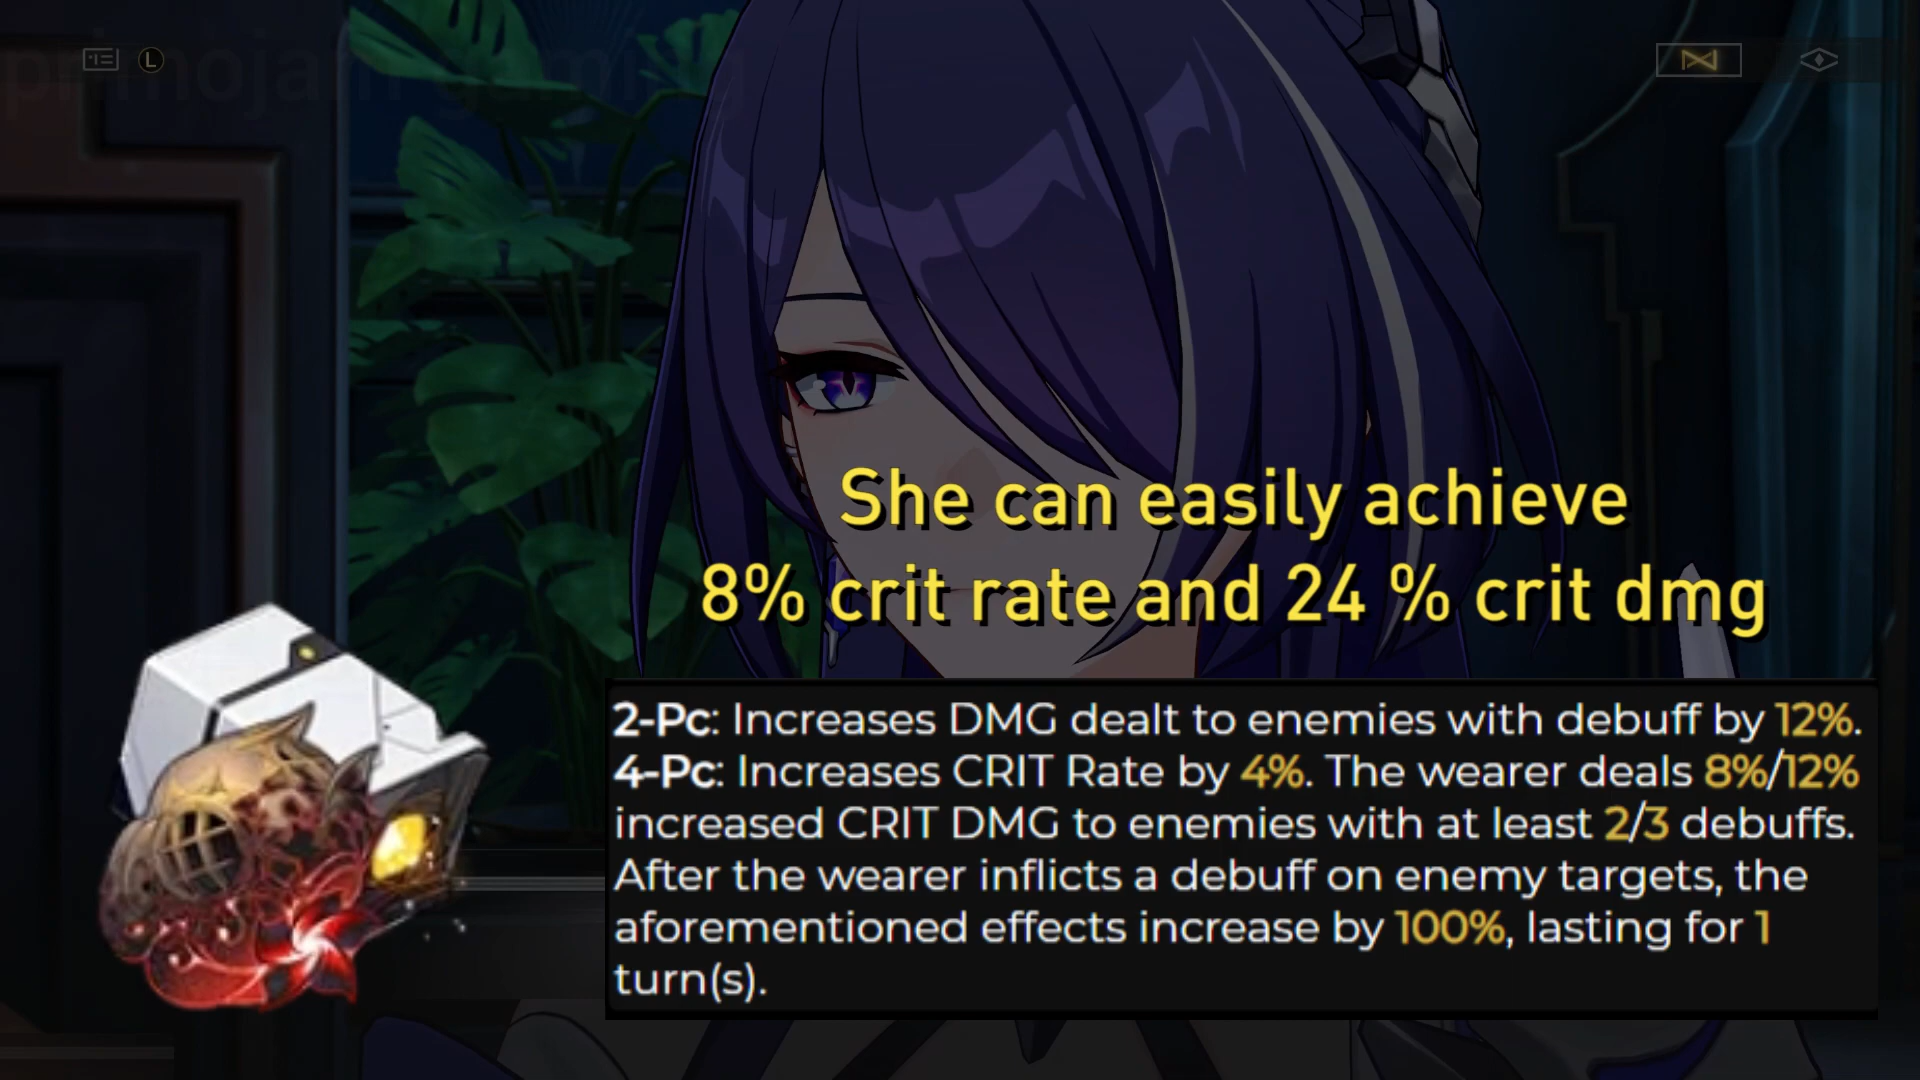 primojam gaming
L
She can easily achieve
8% crit rate and 24 % crit dmg
2-Pc: Increases DMG dealt to enemies with debuff by 12%.
4-Pc: Increases CRIT Rate by 4%. The wearer deals 8%/12%
increased CRIT DMG to enemies with at least 2/3 debuffs.
After the wearer inflicts a debuff on enemy targets, the
aforementioned effects increase by 100%, lasting for 1
turn(s).